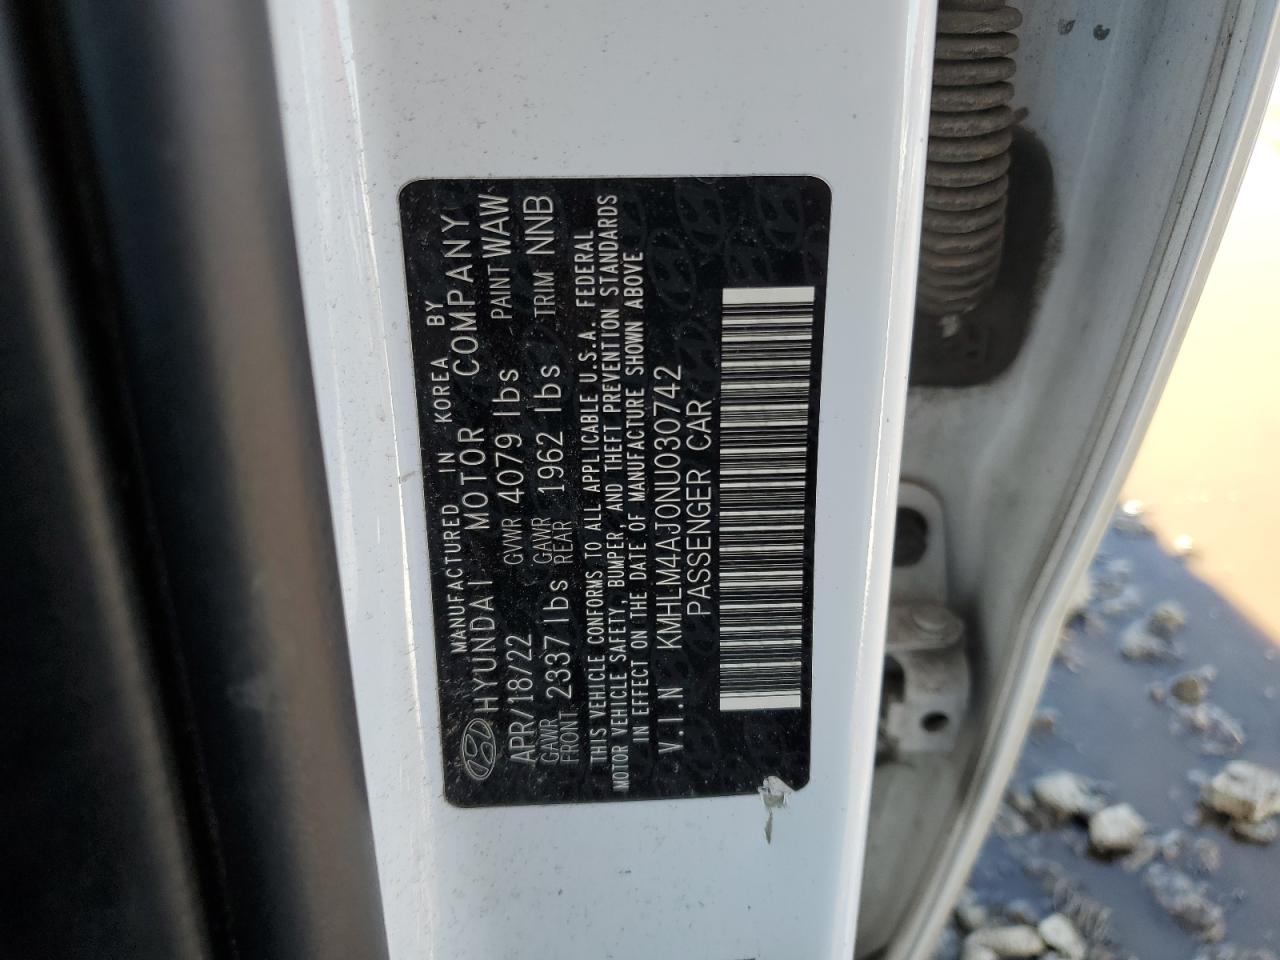 MANUFACTURED IN KOREA BY
HYUNDAI MOTOR COMPANY
APR/18/22 GVWR 4079 lbs PAINT WAW
GAWR FRONT 2337 lbs GAWR REAR 1962 lbs TRIM NNB
THIS VEHICLE CONFORMS TO ALL APPLICABLE U.S.A. FEDERAL
MOTOR VEHICLE SAFETY, BUMPER, AND THEFT PREVENTION STANDARDS
IN EFFECT ON THE DATE OF MANUFACTURE SHOWN ABOVE
V.I.N KMHLM4AJ0NU030742
PASSENGER CAR